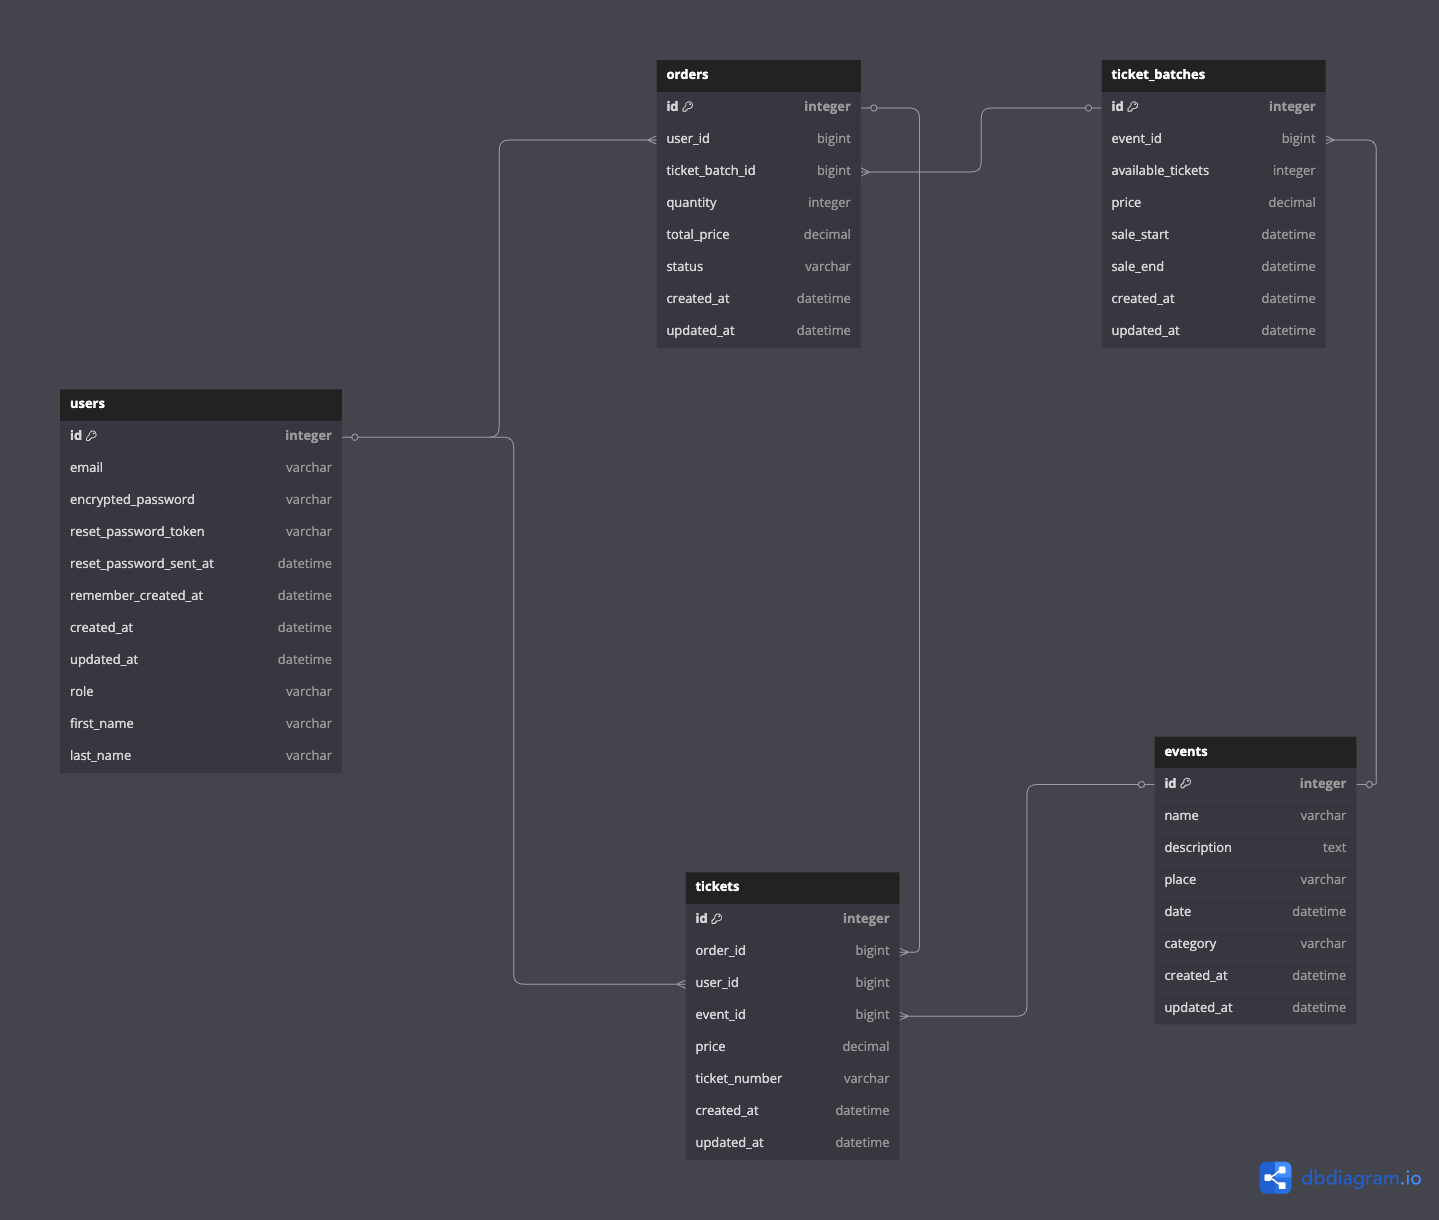 orders
id integer
user_id bigint
ticket_batch_id bigint
quantity integer
total_price decimal
status varchar
created_at datetime
updated_at datetime
ticket_batches
id integer
event_id bigint
available_tickets integer
price decimal
sale_start datetime
sale_end datetime
created_at datetime
updated_at datetime
users
id integer
email varchar
encrypted_password varchar
reset_password_token varchar
reset_password_sent_at datetime
remember_created_at datetime
created_at datetime
updated_at datetime
role varchar
first_name varchar
last_name varchar
events
id integer
name varchar
description text
place varchar
date datetime
category varchar
created_at datetime
updated_at datetime
tickets
id integer
order_id bigint
user_id bigint
event_id bigint
price decimal
ticket_number varchar
created_at datetime
updated_at datetime
dbdiagram.io